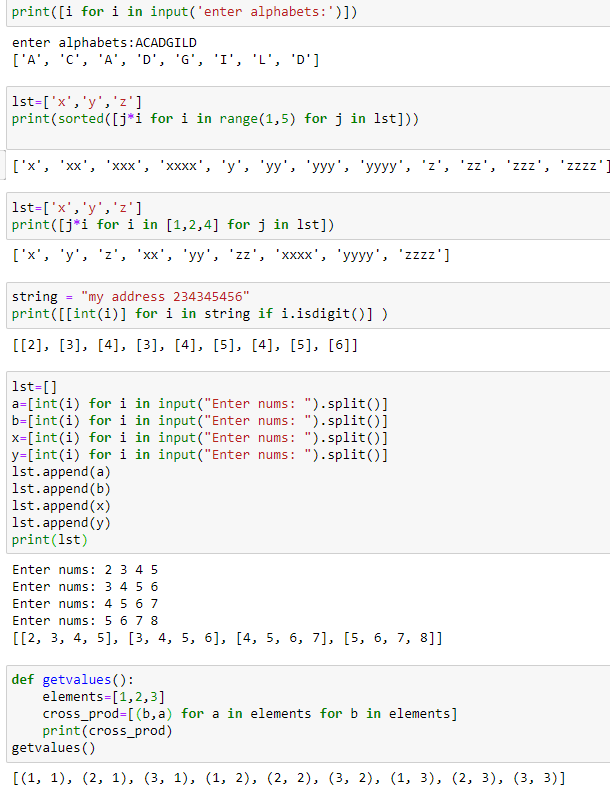 print([i for i in input('enter alphabets:')])
enter alphabets:ACADGILD
['A', 'C', 'A', 'D', 'G', 'I', 'L', 'D']
lst=['x','y','z']
print(sorted([j*i for i in range(1,5) for j in lst]))
['x', 'xx', 'xxx', 'xxxx', 'y', 'yy', 'yyy', 'yyyy', 'z', 'zz', 'zzz', 'zzzz']
lst=['x','y','z']
print([j*i for i in [1,2,4] for j in lst])
['x', 'y', 'z', 'xx', 'yy', 'zz', 'xxxx', 'yyyy', 'zzzz']
string = "my address 234345456"
print([[int(i)] for i in string if i.isdigit()] )
[[2], [3], [4], [3], [4], [5], [4], [5], [6]]
lst=[]
a=[int(i) for i in input("Enter nums: ").split()]
b=[int(i) for i in input("Enter nums: ").split()]
x=[int(i) for i in input("Enter nums: ").split()]
y=[int(i) for i in input("Enter nums: ").split()]
lst.append(a)
lst.append(b)
lst.append(x)
lst.append(y)
print(lst)
Enter nums: 2 3 4 5
Enter nums: 3 4 5 6
Enter nums: 4 5 6 7
Enter nums: 5 6 7 8
[[2, 3, 4, 5], [3, 4, 5, 6], [4, 5, 6, 7], [5, 6, 7, 8]]
def getvalues():
    elements=[1,2,3]
    cross_prod=[(b,a) for a in elements for b in elements]
    print(cross_prod)
getvalues()
[(1, 1), (2, 1), (3, 1), (1, 2), (2, 2), (3, 2), (1, 3), (2, 3), (3, 3)]